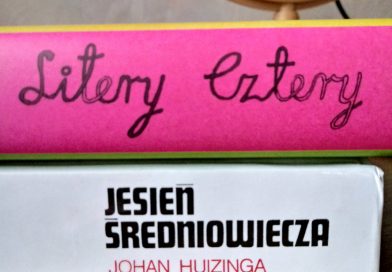 Litery Cztery
JESIEŃ
ŚREDNIOWIECZA
JOHAN HUIZINGA